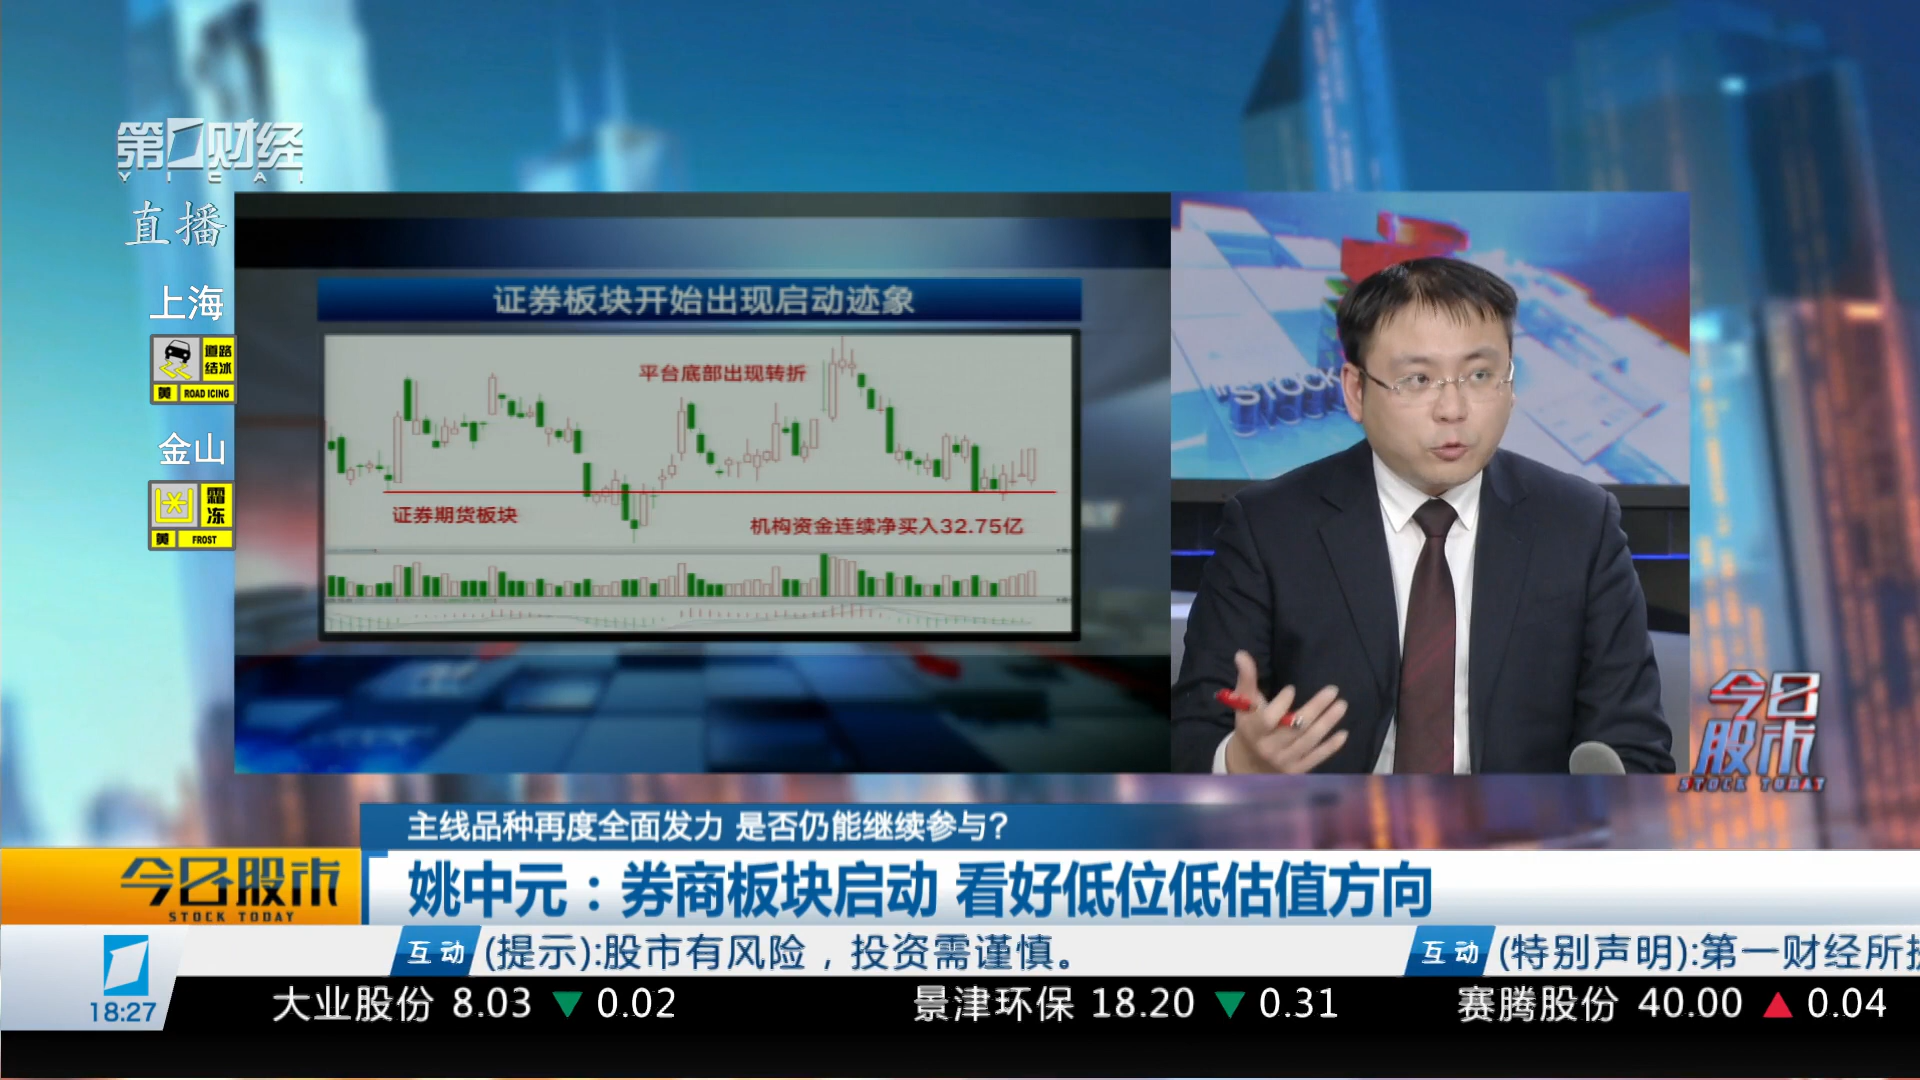 第1财经
YICAI
直播
上海
道路
结冰
黄 ROAD ICING
金山
霜
冻
黄 FROST
证券板块开始出现启动迹象
平台底部出现转折
证券期货板块
机构资金连续净买入32.75亿
STOCK
今日
股市
STOCK TODAY
主线品种再度全面发力 是否仍能继续参与?
今日股市
STOCK TODAY
姚中元：券商板块启动 看好低位低估值方向
互动 (提示):股市有风险，投资需谨慎。 互动 (特别声明):第一财经所
18:27
大业股份 8.03 ▼ 0.02 景津环保 18.20 ▼ 0.31 赛腾股份 40.00 ▲ 0.04